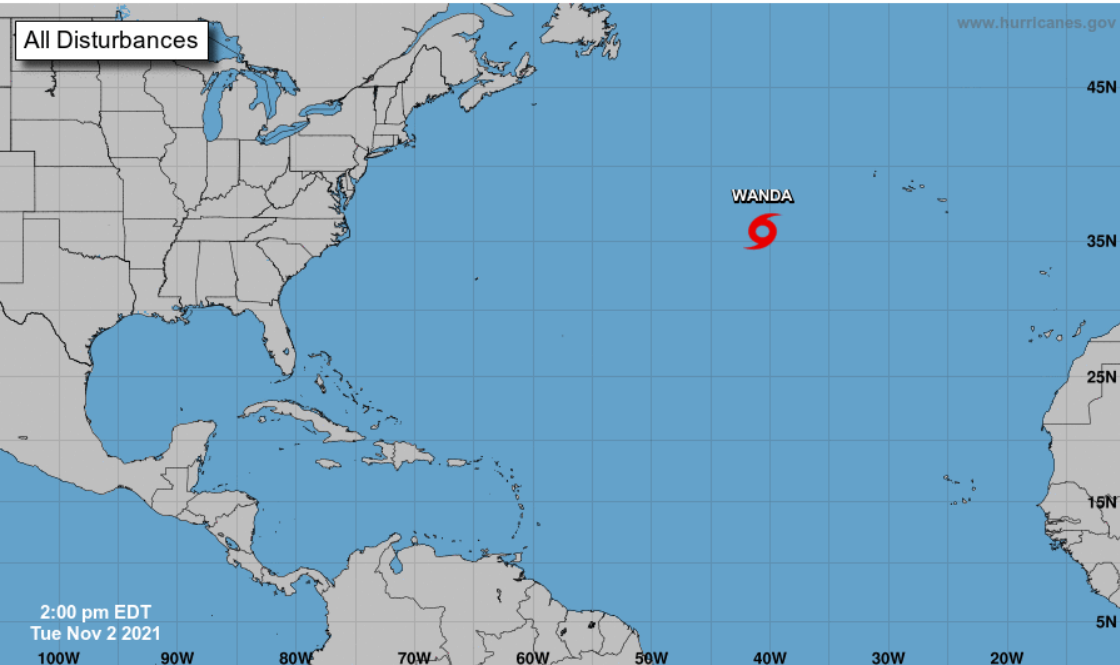 www.hurricanes.gov
All Disturbances
45N
WANDA
35N
25N
15N
2:00 pm EDT
Tue Nov 2 2021
5N
100W 90W 80W 70W 60W 50W 40W 30W 20W